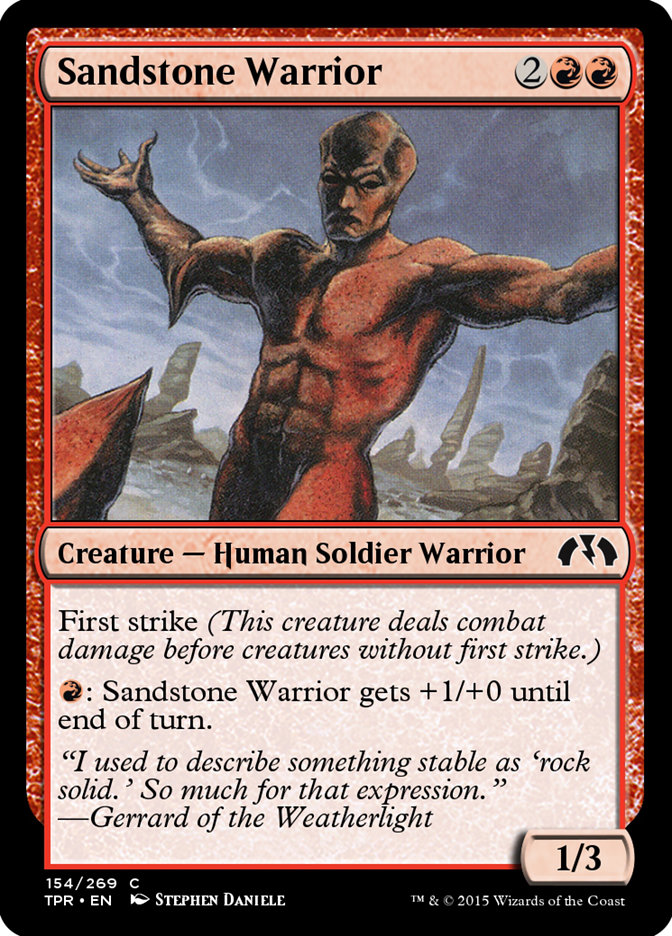 Sandstone Warrior 2
Creature — Human Soldier Warrior
First strike (This creature deals combat
damage before creatures without first strike.)
: Sandstone Warrior gets +1/+0 until
end of turn.
“I used to describe something stable as ‘rock
solid.’ So much for that expression.”
—Gerrard of the Weatherlight
1/3
154/269 C
TPR • EN Stephen Daniele
™ & © 2015 Wizards of the Coast